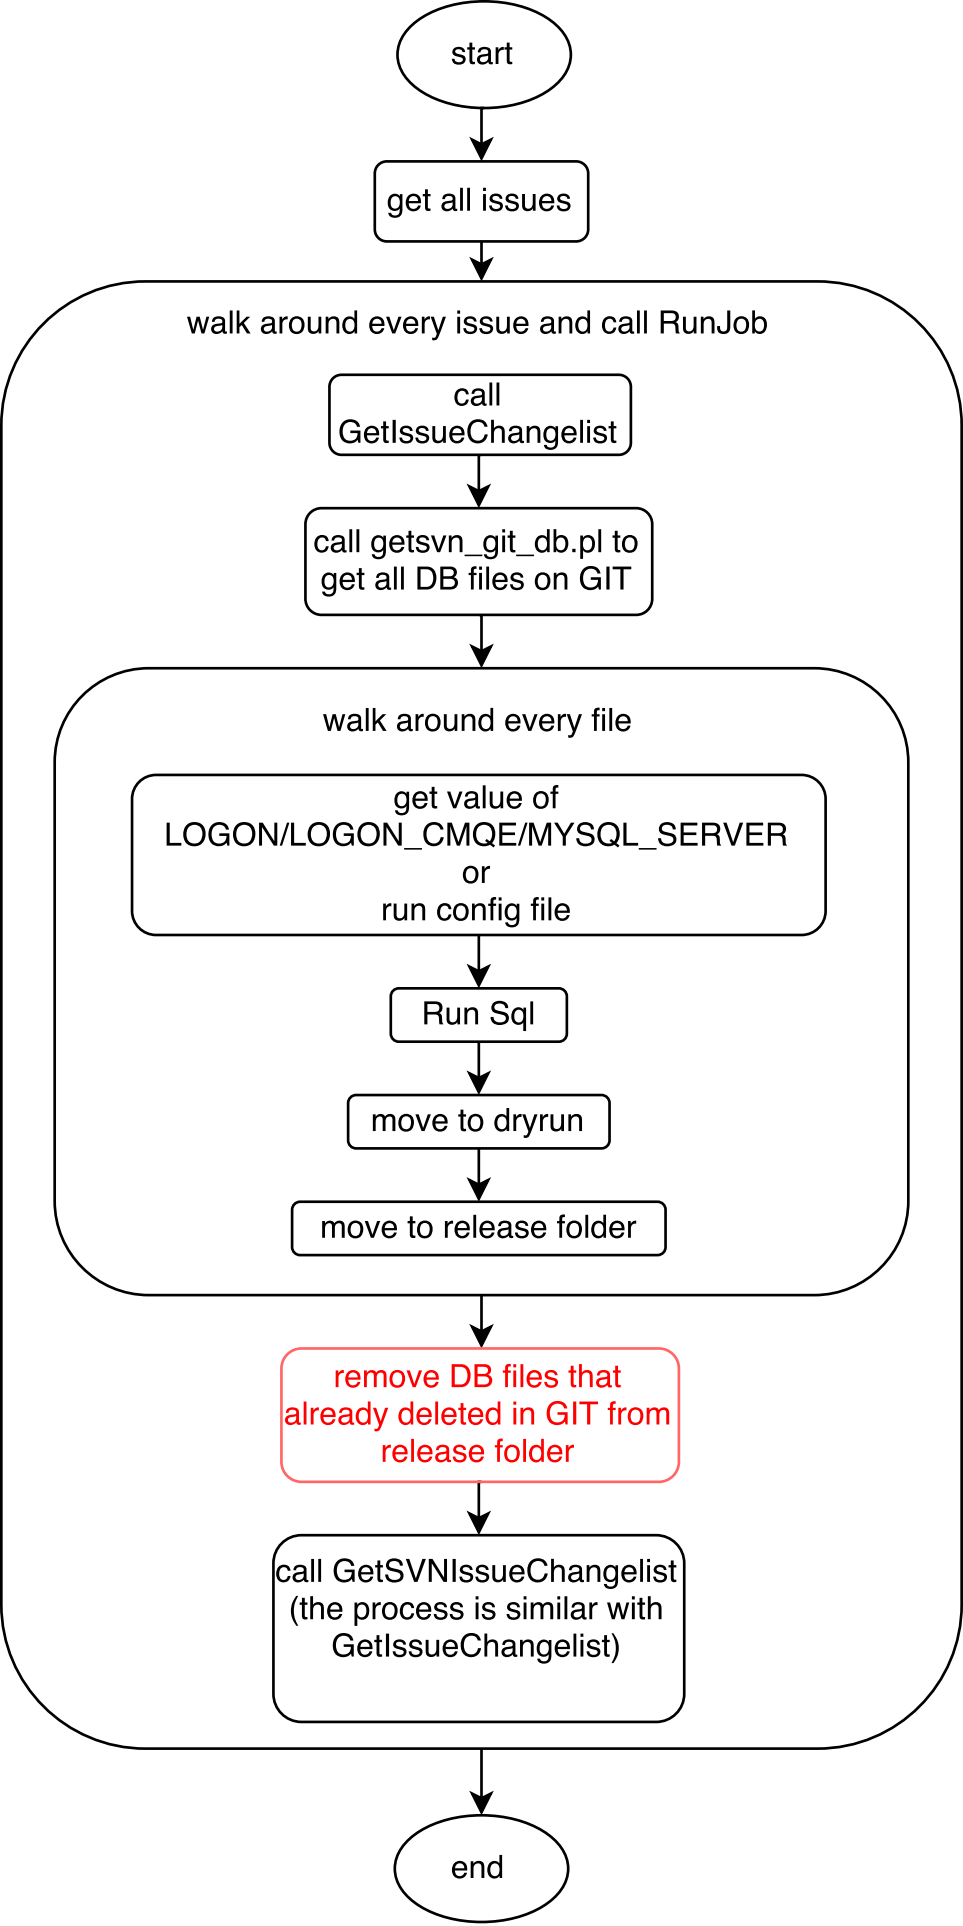 start
get all issues
walk around every issue and call RunJob
call
GetIssueChangelist
call getsvn_git_db.pl to
get all DB files on GIT
walk around every file
get value of
LOGON/LOGON_CMQE/MYSQL_SERVER
or
run config file
Run Sql
move to dryrun
move to release folder
remove DB files that
already deleted in GIT from
release folder
call GetSVNIssueChangelist
(the process is similar with
GetIssueChangelist)
end